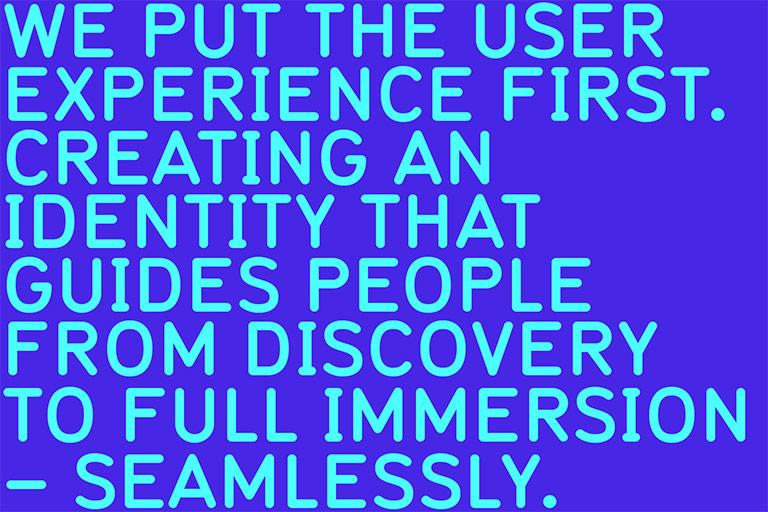 WE PUT THE USER
EXPERIENCE FIRST.
CREATING AN
IDENTITY THAT
GUIDES PEOPLE
FROM DISCOVERY
TO FULL IMMERSION
– SEAMLESSLY.